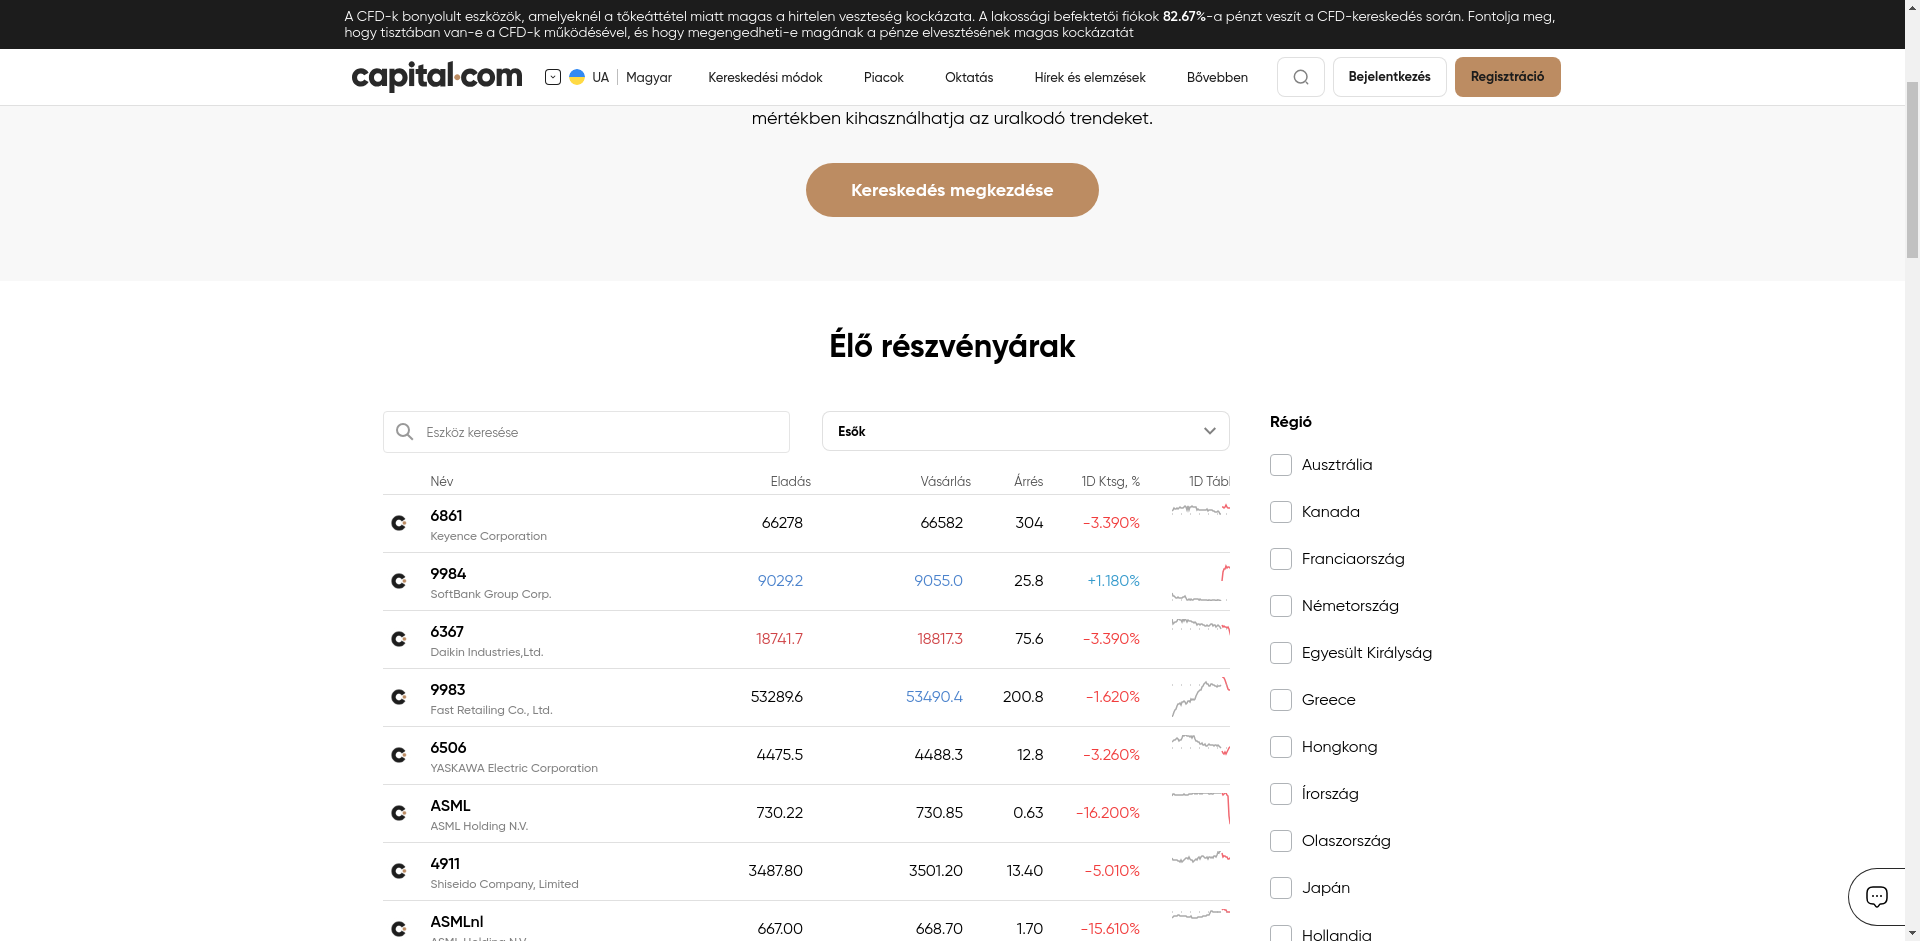 A CFD-k bonyolult eszközök, amelyeknél a tőkeáttétel miatt magas a hirtelen veszteség kockázata. A lakossági befektetői fiókok 82.67%-a pénzt veszít a CFD-kereskedés során. Fontolja meg,
hogy tisztában van-e a CFD-k működésével, és hogy megengedheti-e magának a pénze elvesztésének magas kockázatát
capital.com UA Magyar Kereskedési módok Piacok Oktatás Hírek és elemzések Bővebben Bejelentkezés Regisztráció
mértékben kihasználhatja az uralkodó trendeket.
Kereskedés megkezdése
Élő részvényárak
Eszköz keresése
Esők
Név Eladás Vásárlás Árrés 1D Ktsg, % 1D Tábl
6861 66278 66582 304 -3.390%
Keyence Corporation
9984 9029.2 9055.0 25.8 +1.180%
SoftBank Group Corp.
6367 18741.7 18817.3 75.6 -3.390%
Daikin Industries,Ltd.
9983 53289.6 53490.4 200.8 -1.620%
Fast Retailing Co., Ltd.
6506 4475.5 4488.3 12.8 -3.260%
YASKAWA Electric Corporation
ASML 730.22 730.85 0.63 -16.200%
ASML Holding N.V.
4911 3487.80 3501.20 13.40 -5.010%
Shiseido Company, Limited
ASMLnl 667.00 668.70 1.70 -15.610%
ASML Holding N.V.
Régió
Ausztrália
Kanada
Franciaország
Németország
Egyesült Királyság
Greece
Hongkong
Írország
Olaszország
Japán
Hollandia